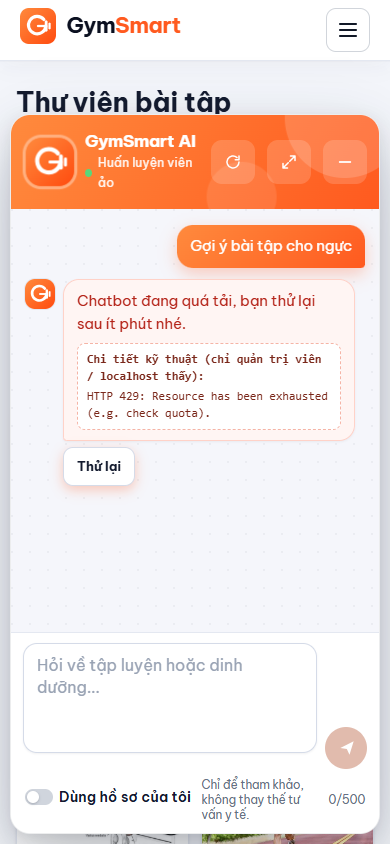 GymSmart
Thư viện bài tập
GymSmart AI
Huấn luyện viên
ảo
Gợi ý bài tập cho ngực
Chatbot đang quá tải, bạn thử lại
sau ít phút nhé.
Chi tiết kỹ thuật (chỉ quản trị viên
/ localhost thấy):
HTTP 429: Resource has been exhausted
(e.g. check quota).
Thử lại
Hỏi về tập luyện hoặc dinh
dưỡng...
Dùng hồ sơ của tôi
Chỉ để tham khảo,
không thay thế tư
vấn y tế.
0/500